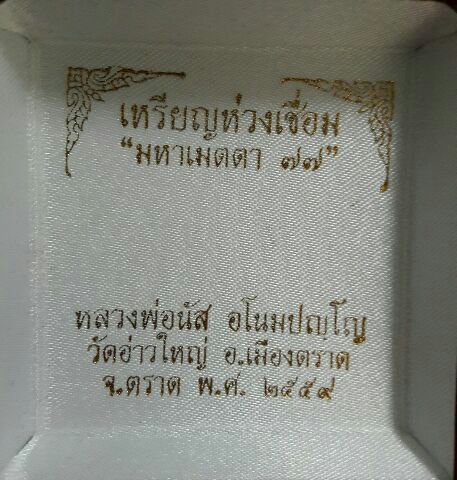 เหรียญห่วงเชื่อม
“มหาเมตตา ๗๗”
หลวงพ่อนัส อโนมปญฺโญ
วัดอ่าวใหญ่ อ.เมืองตราด
จ.ตราด พ.ศ. ๒๕๕๙